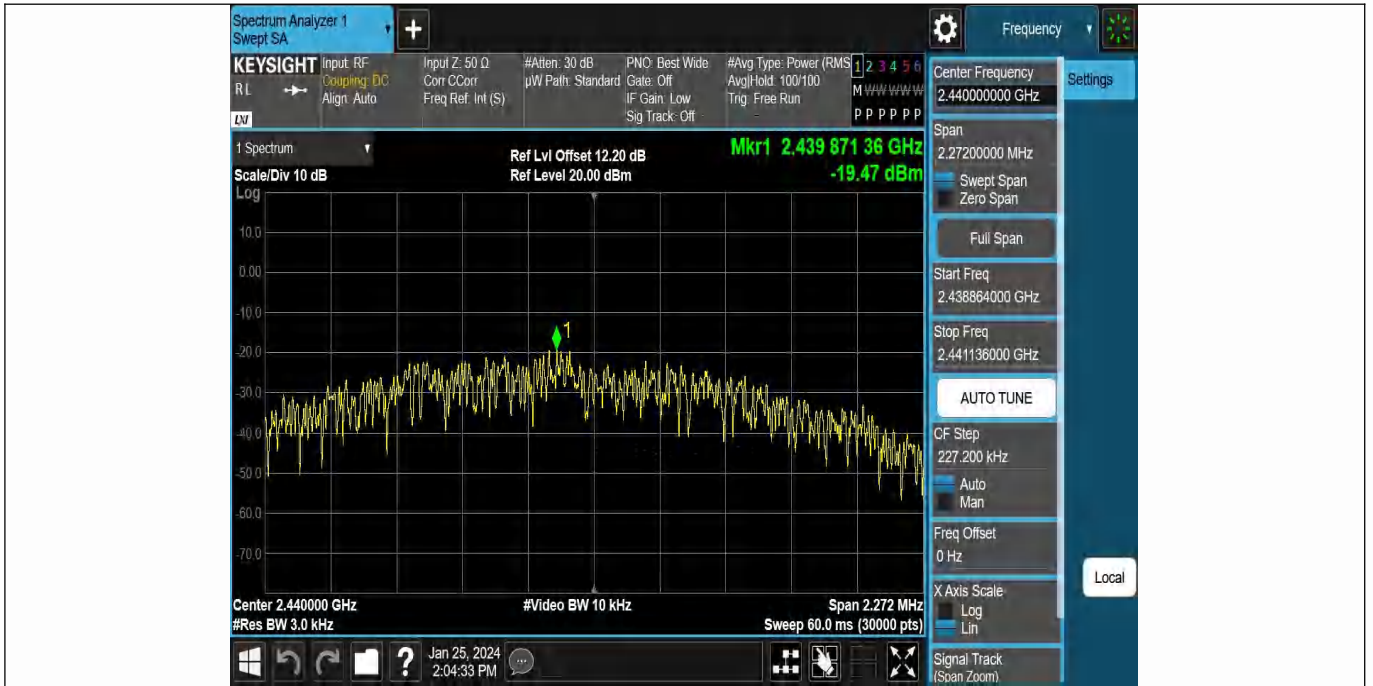 Spectrum Analyzer 1
Swept SA
+
Frequency
KEYSIGHT
RL
LXI
Input: RF
Coupling: DC
Align: Auto
Input Z: 50 Ω
Corr CCorr
Freq Ref: Int (S)
#Atten: 30 dB
µW Path: Standard
PNO: Best Wide
Gate: Off
IF Gain: Low
Sig Track: Off
#Avg Type: Power (RMS
Avg|Hold: 100/100
Trig: Free Run
1 2 3 4 5 6
M W W W W W
P P P P P P
1 Spectrum
Scale/Div 10 dB
Log
Ref Lvl Offset 12.20 dB
Ref Level 20.00 dBm
Mkr1 2.439 871 36 GHz
-19.47 dBm
10.0
0.00
-10.0
-20.0
-30.0
-40.0
-50.0
-60.0
-70.0
1
Center 2.440000 GHz
#Res BW 3.0 kHz
#Video BW 10 kHz
Span 2.272 MHz
Sweep 60.0 ms (30000 pts)
Jan 25, 2024
2:04:33 PM
Center Frequency
2.440000000 GHz
Settings
Span
2.27200000 MHz
Swept Span
Zero Span
Full Span
Start Freq
2.438864000 GHz
Stop Freq
2.441136000 GHz
AUTO TUNE
CF Step
227.200 kHz
Auto
Man
Freq Offset
0 Hz
Local
X Axis Scale
Log
Lin
Signal Track
(Span Zoom)